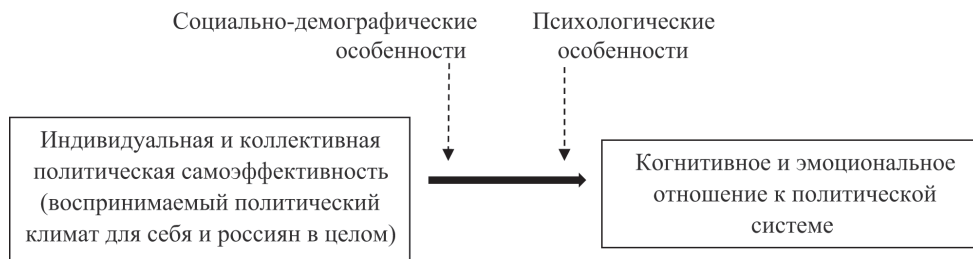 Социально-демографические
особенности
Психологические
особенности
Индивидуальная и коллективная
политическая самоэффективность
(воспринимаемый политический
климат для себя и россиян в целом)
Когнитивное и эмоциональное
отношение к политической
системе